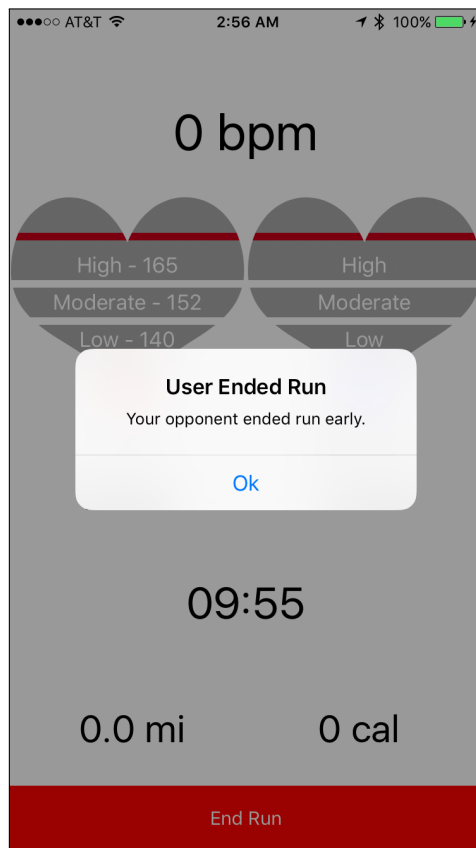 AT&T 2:56 AM 100%
0 bpm
High - 165 High
Moderate - 152 Moderate
Low - 140 Low
User Ended Run
Your opponent ended run early.
Ok
09:55
0.0 mi 0 cal
End Run